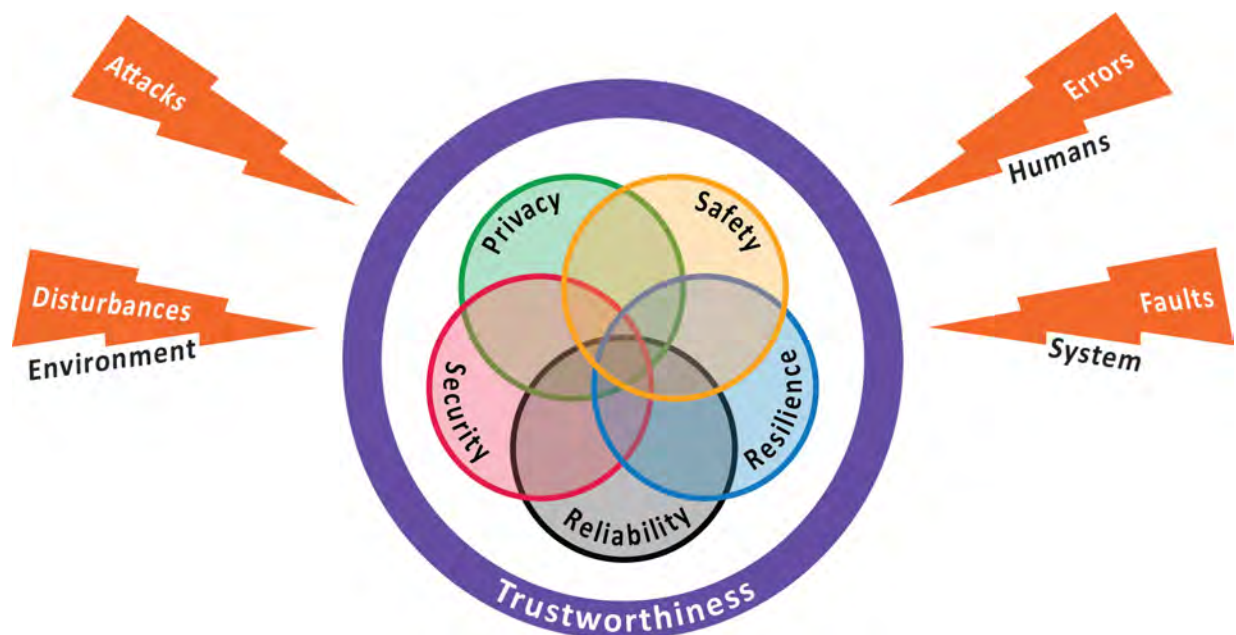 Attacks
Errors
Humans
Disturbances
Environment
Faults
System
Privacy
Safety
Security
Resilience
Reliability
Trustworthiness